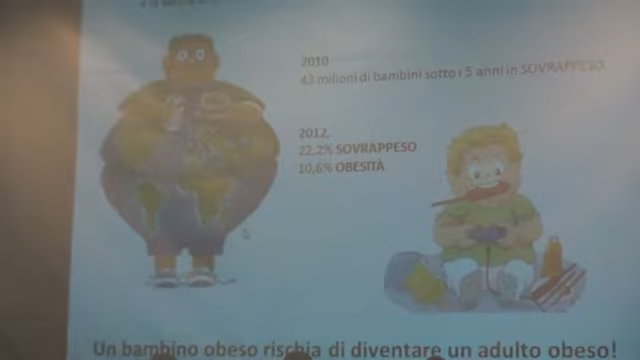 2010
43 milioni di bambini sotto i 5 anni in SOVRAPPESO
2012,
22,2% SOVRAPPESO
10,6% OBESITÀ
Un bambino obeso rischia di diventare un adulto obeso!